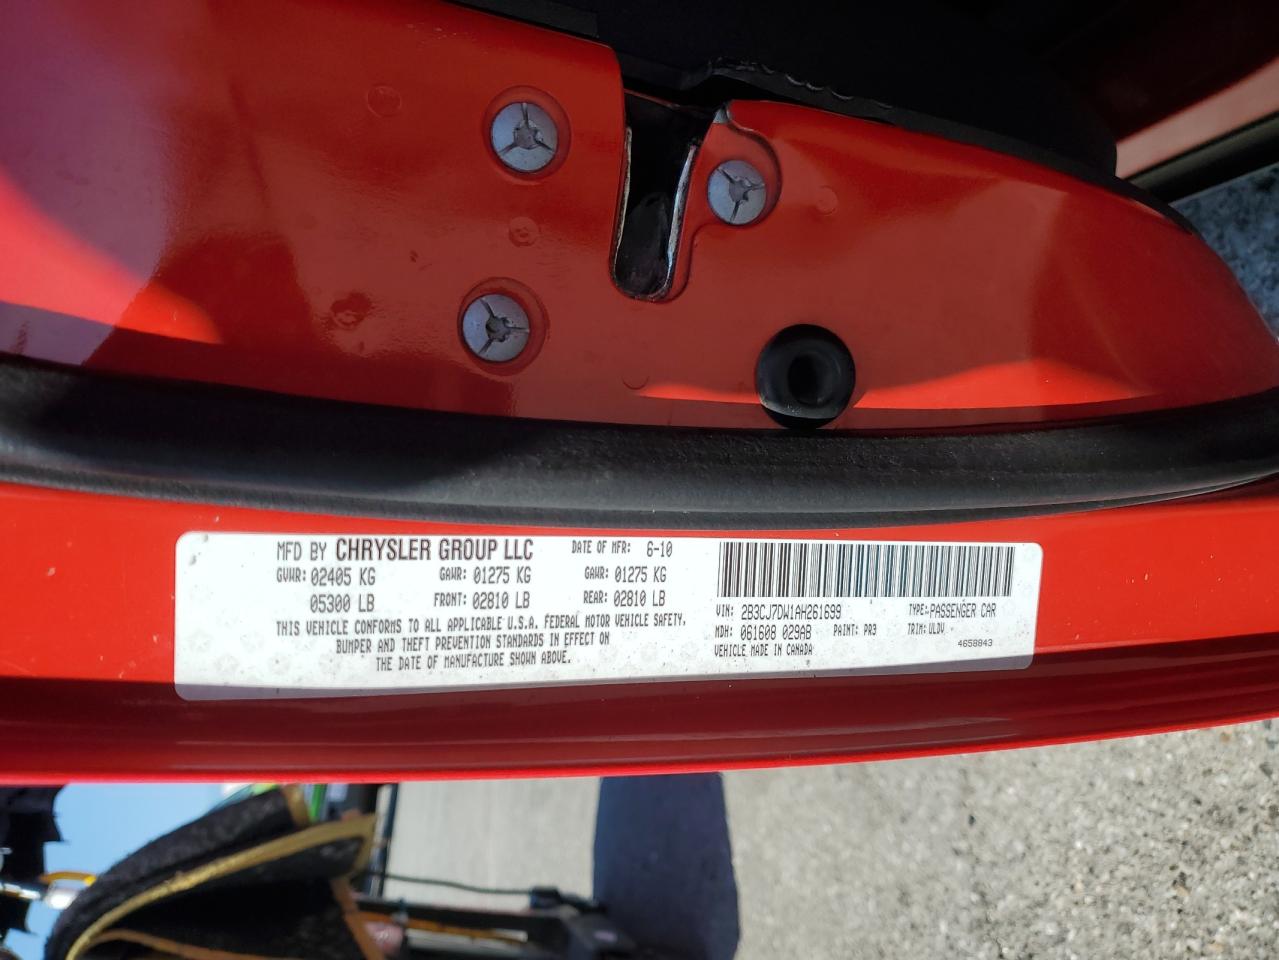 MFD BY CHRYSLER GROUP LLC DATE OF MFR: 6-10
GVWR: 02405 KG GAWR: 01275 KG GAWR: 01275 KG
05300 LB FRONT: 02810 LB REAR: 02810 LB
THIS VEHICLE CONFORMS TO ALL APPLICABLE U.S.A. FEDERAL MOTOR VEHICLE SAFETY,
BUMPER AND THEFT PREVENTION STANDARDS IN EFFECT ON
THE DATE OF MANUFACTURE SHOWN ABOVE.
VIN: 2B3CJ7DW1AH261699 TYPE: PASSENGER CAR
MDH: 061608 029AB PAINT: PR3 TRIM: ULDV
VEHICLE MADE IN CANADA 4658843